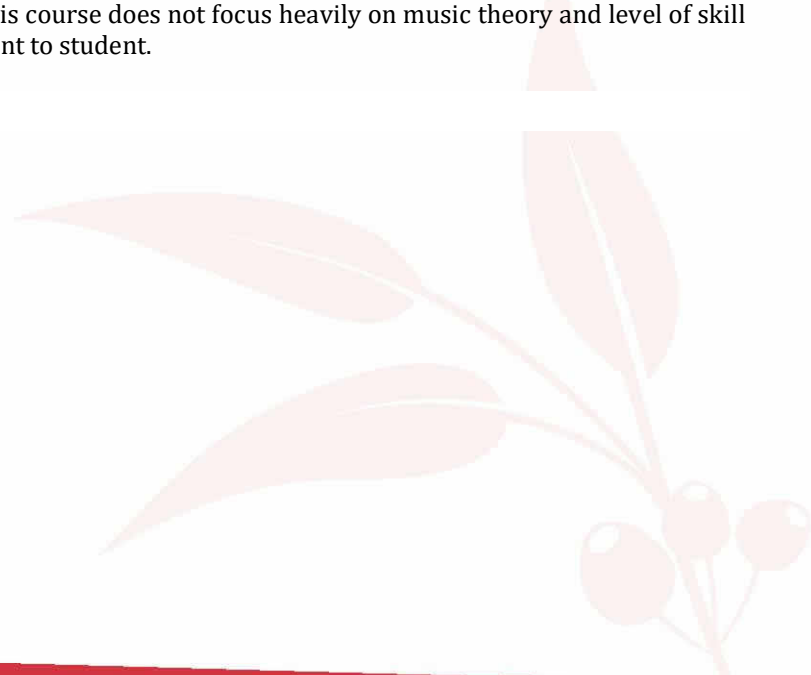 is course does not focus heavily on music theory and level of skill
nt to student.